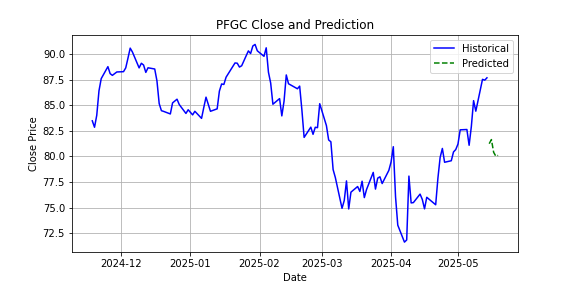 PFGC Close and Prediction
Close Price
90.0
87.5
85.0
82.5
80.0
77.5
75.0
72.5
Historical
Predicted
2024-12
2025-01
2025-02
2025-03
2025-04
2025-05
Date